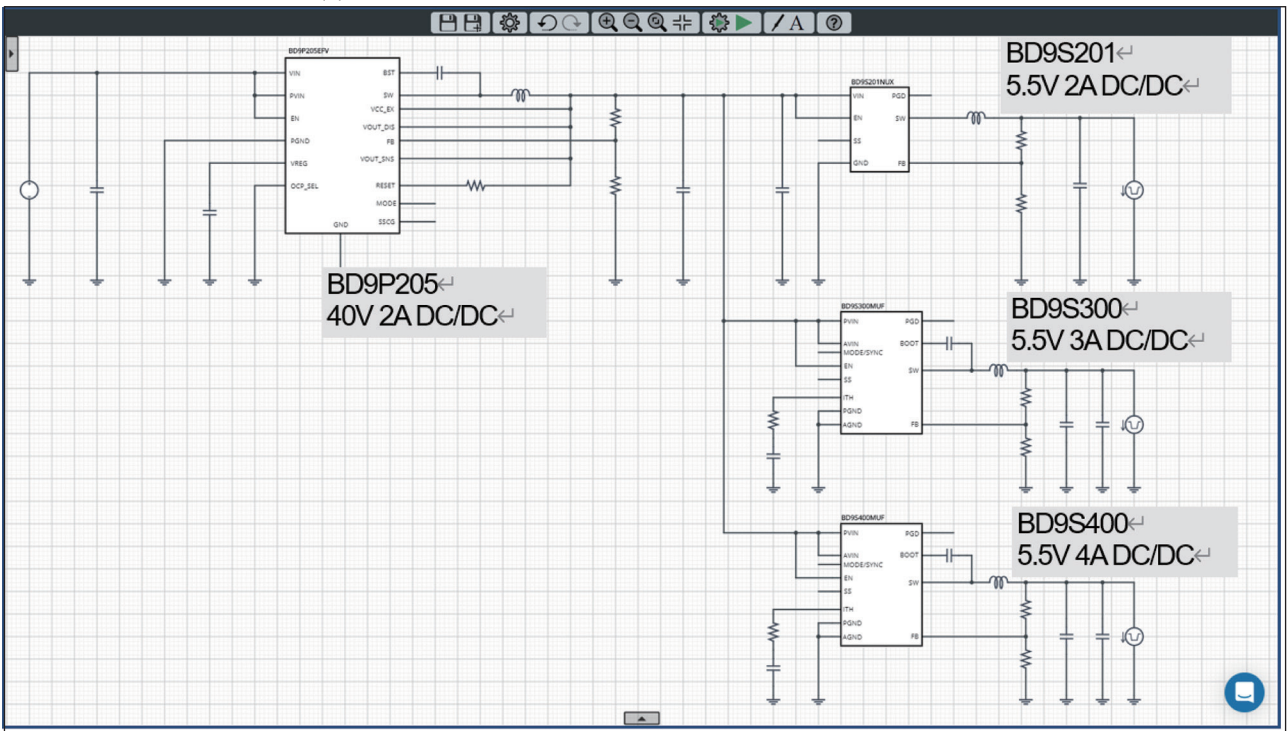 BD9P205EFV
VIN
PVIN
EN
PGND
VREG
OCP_SEL
GND
BST
SW
VCC_EX
VOUT_DIS
FB
VOUT_SNS
RESET
MODE
SSCG
BD9P205↵
40V 2A DC/DC↵
BD9S201NUX
VIN
EN
SS
GND
PGD
SW
FB
BD9S201↵
5.5V 2A DC/DC↵
BD9S300MUF
PVIN
AVIN
MODE/SYNC
EN
SS
ITH
PGND
AGND
PGD
BOOT
SW
FB
BD9S300↵
5.5V 3A DC/DC↵
BD9S400MUF
PVIN
AVIN
MODE/SYNC
EN
SS
ITH
PGND
AGND
PGD
BOOT
SW
FB
BD9S400↵
5.5V 4A DC/DC↵
A
?